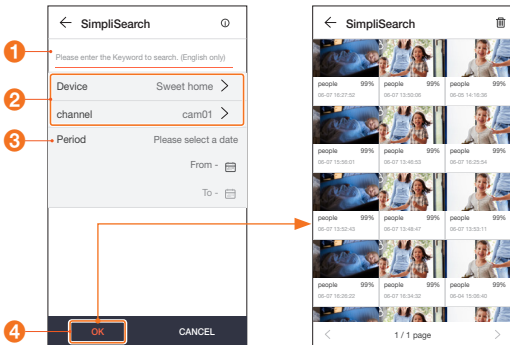 SimpliSearch
1
Please enter the Keyword to search. (English only)
2
Device Sweet home
channel cam01
3
Period Please select a date
From -
To -
4
OK CANCEL
SimpliSearch
people 99% people 99% people 99%
06-07 16:27:52 06-07 13:50:06 06-05 14:16:36
people 99% people 99% people 99%
06-07 15:56:01 06-07 13:46:53 06-07 16:25:54
people 99% people 99% people 99%
06-07 13:52:43 06-07 13:48:47 06-07 13:53:11
people 99% people 99% people 99%
06-07 16:26:22 06-07 16:34:32 06-04 15:08:40
1 / 1 page